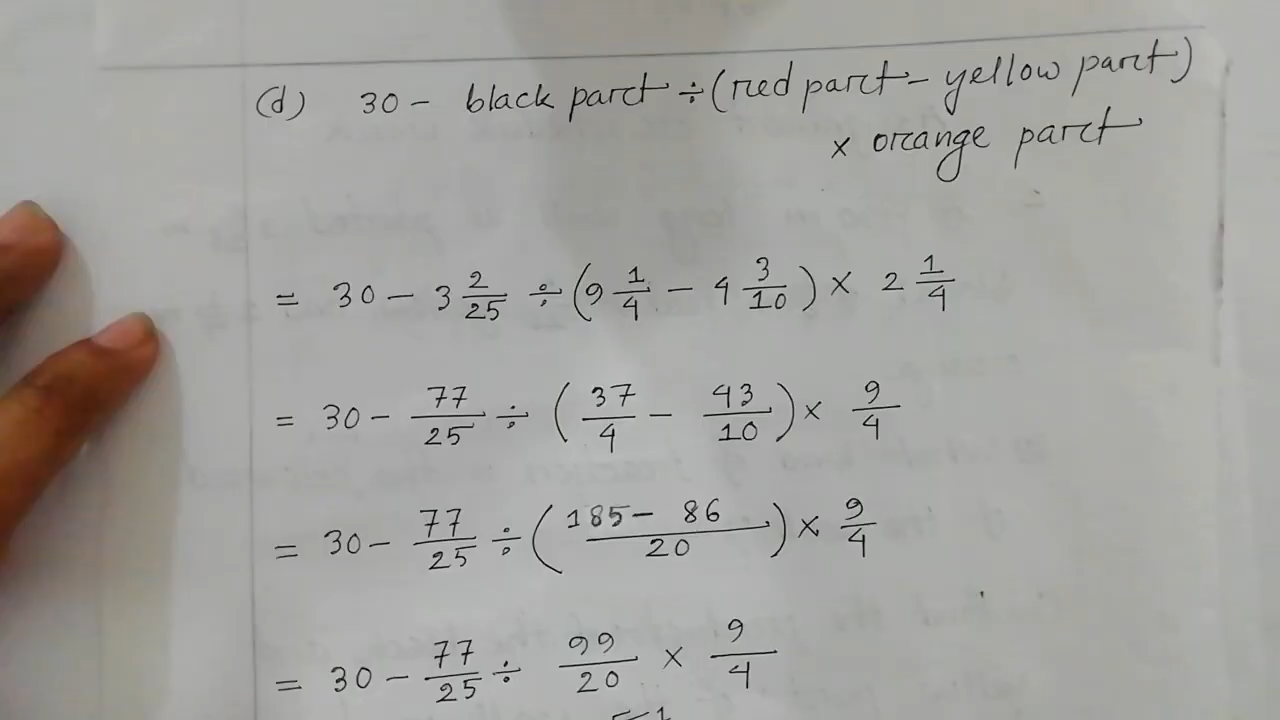 (d) 30 - black part ÷ (red part - yellow part)
× orange part
= 30 - 3 2/25 ÷ (9 1/4 - 4 3/10) × 2 1/4
= 30 - 77/25 ÷ (37/4 - 43/10) × 9/4
= 30 - 77/25 ÷ (185 - 86/20) × 9/4
= 30 - 77/25 ÷ 99/20 × 9/4